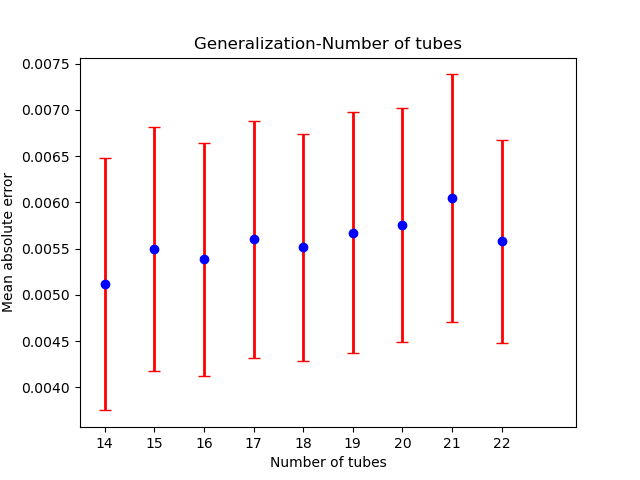 Generalization-Number of tubes
Mean absolute error
0.0075
0.0070
0.0065
0.0060
0.0055
0.0050
0.0045
0.0040
14 15 16 17 18 19 20 21 22
Number of tubes